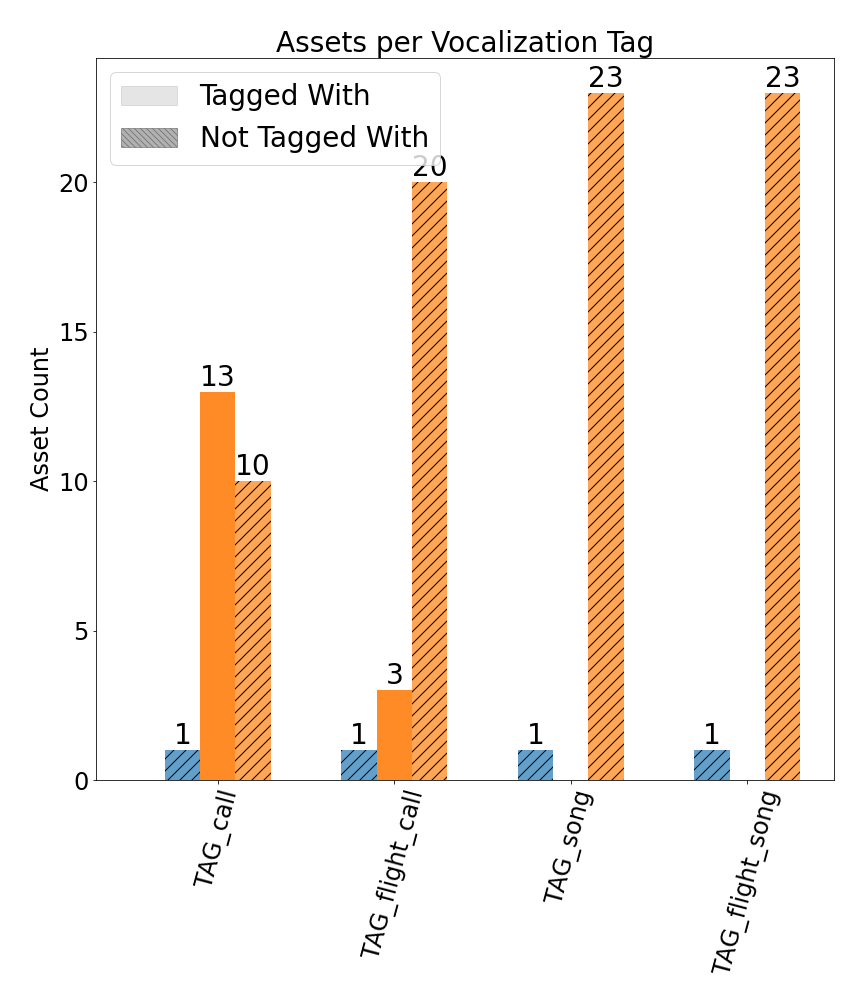 Assets per Vocalization Tag
Tagged With
Not Tagged With
23
23
20
13
10
1
3
1
1
1
Asset Count
20
15
10
5
0
TAG_call
TAG_flight_call
TAG_song
TAG_flight_song